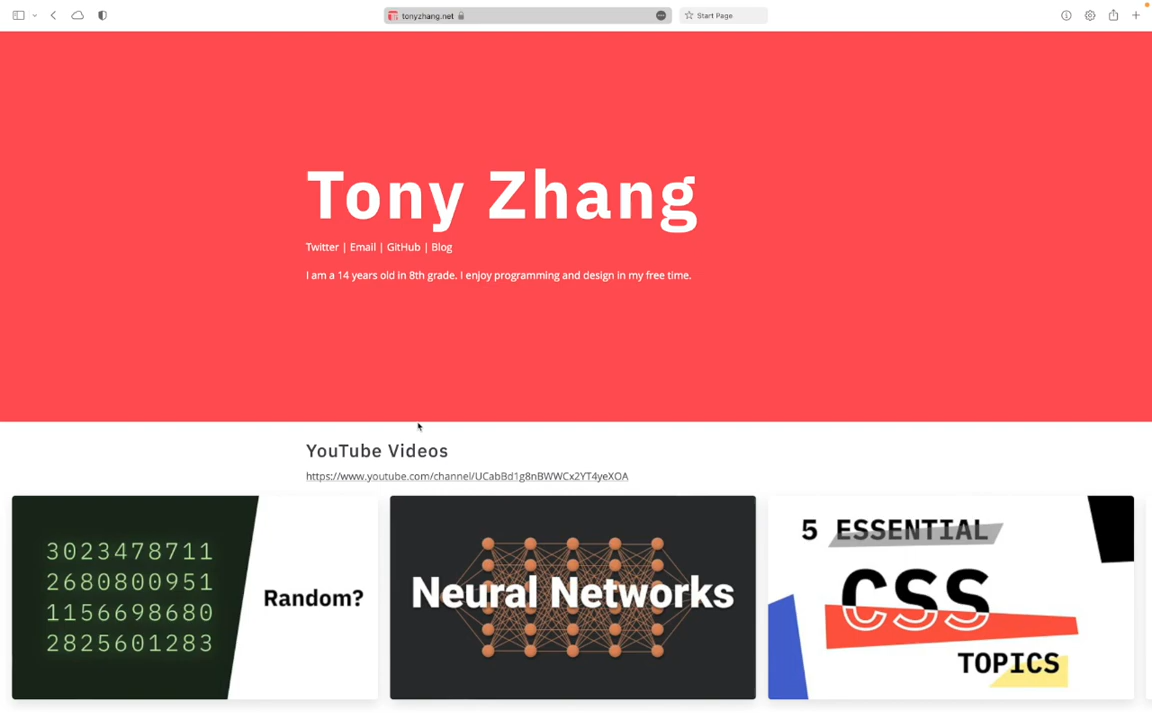 tonyzhang.net
Start Page
Tony Zhang
Twitter | Email | GitHub | Blog
I am a 14 years old in 8th grade. I enjoy programming and design in my free time.
YouTube Videos
https://www.youtube.com/channel/UCabBd1g8nBWWCx2YT4yeXOA
3023478711
2680800951
1156698680
2825601283
Random?
Neural Networks
5 ESSENTIAL
CSS
TOPICS